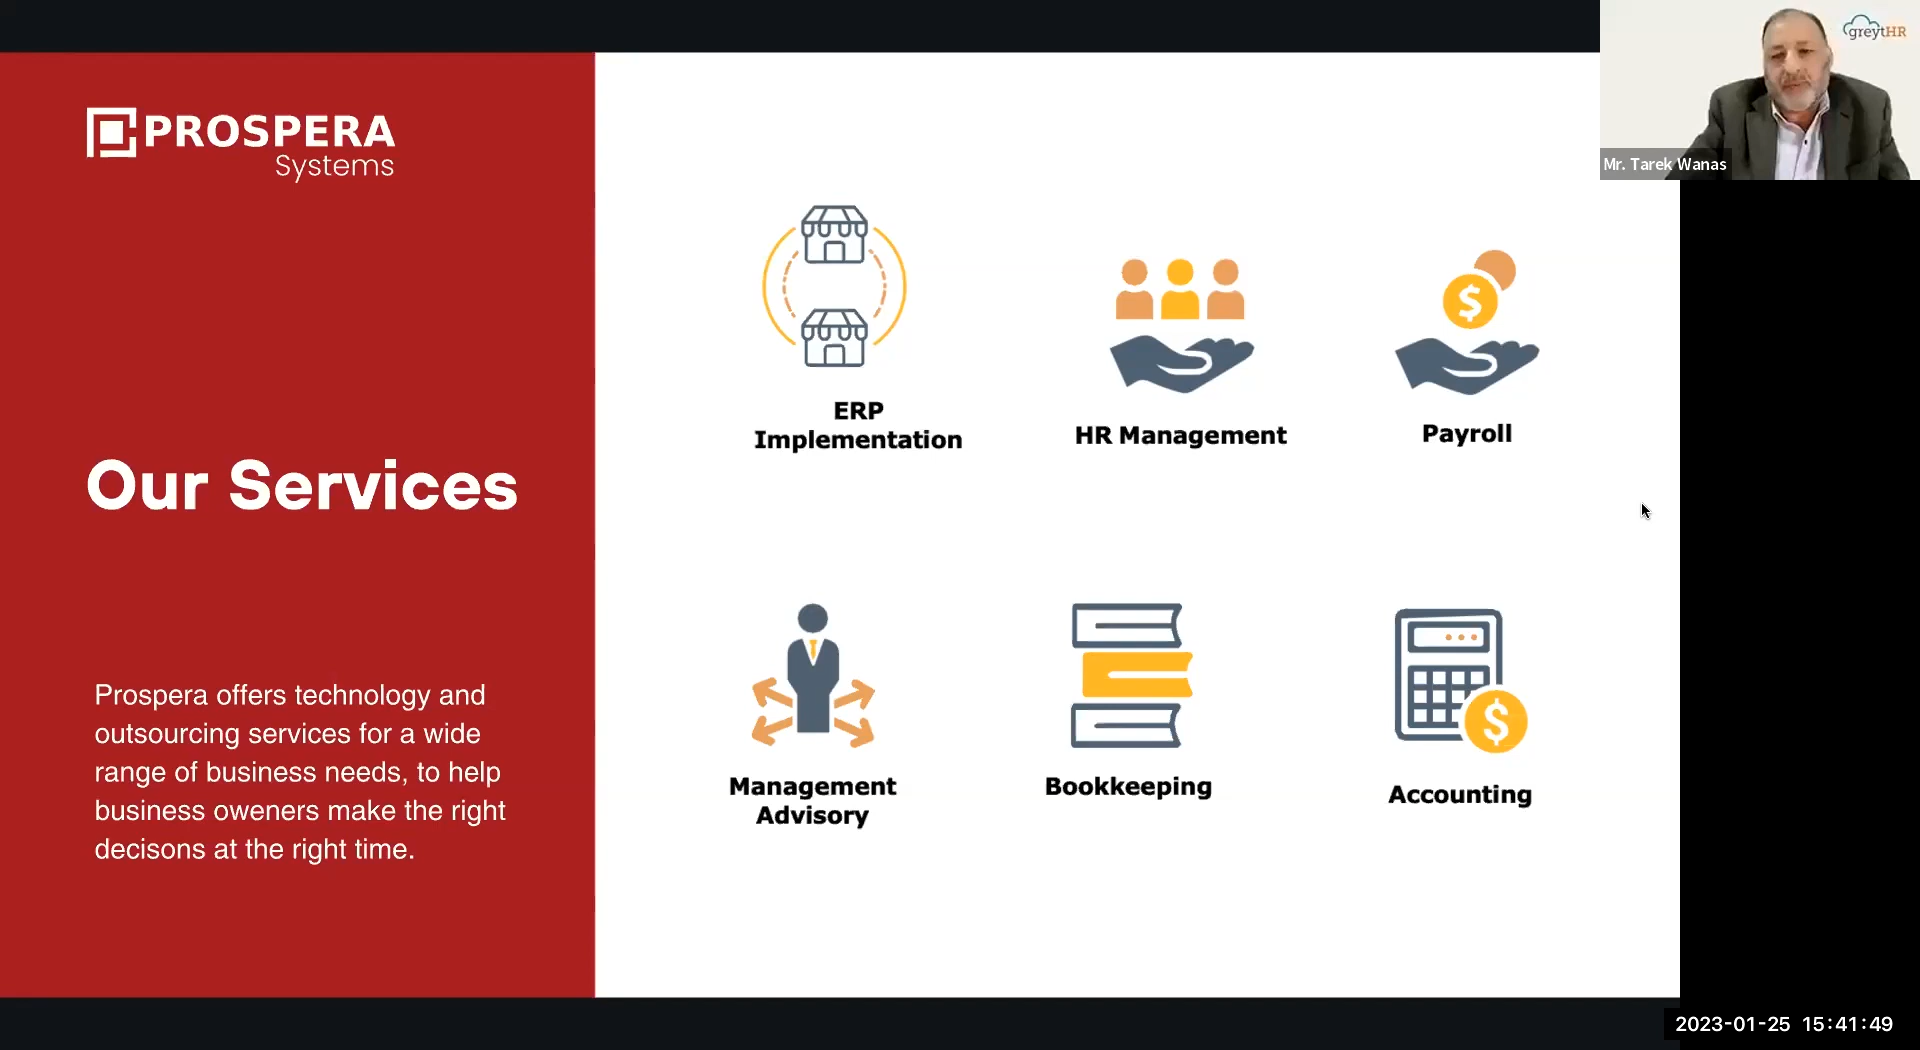 PROSPERA
Systems
Our Services
Prospera offers technology and
outsourcing services for a wide
range of business needs, to help
business oweners make the right
decisons at the right time.
ERP
Implementation
HR Management
$
Payroll
Management
Advisory
Bookkeeping
$
Accounting
greytHR
Mr. Tarek Wanas
2023-01-25 15:41:49